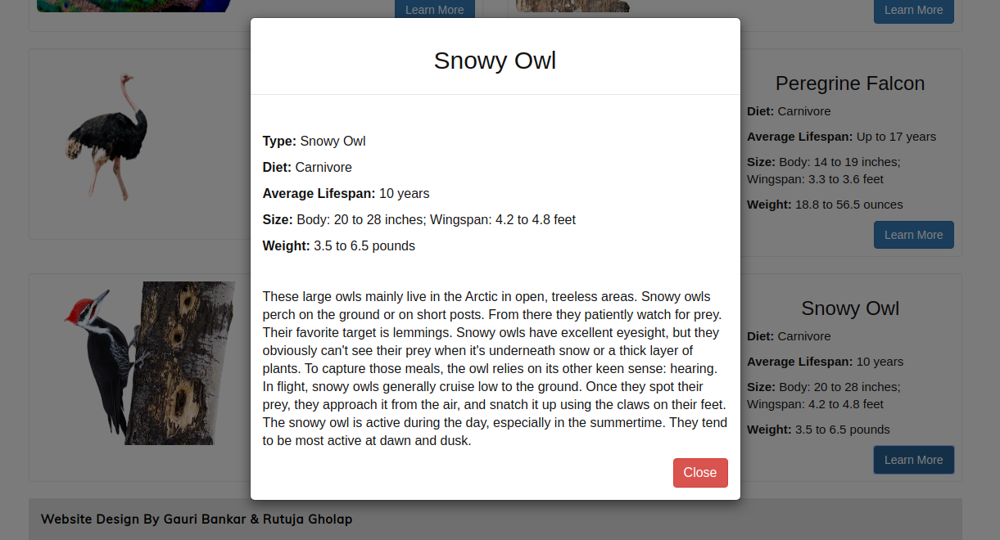 Learn More
Learn More
Snowy Owl
Type: Snowy Owl
Diet: Carnivore
Average Lifespan: 10 years
Size: Body: 20 to 28 inches; Wingspan: 4.2 to 4.8 feet
Weight: 3.5 to 6.5 pounds
These large owls mainly live in the Arctic in open, treeless areas. Snowy owls
perch on the ground or on short posts. From there they patiently watch for prey.
Their favorite target is lemmings. Snowy owls have excellent eyesight, but they
obviously can't see their prey when it's underneath snow or a thick layer of
plants. To capture those meals, the owl relies on its other keen sense: hearing.
In flight, snowy owls generally cruise low to the ground. Once they spot their
prey, they approach it from the air, and snatch it up using the claws on their feet.
The snowy owl is active during the day, especially in the summertime. They tend
to be most active at dawn and dusk.
Close
Peregrine Falcon
Diet: Carnivore
Average Lifespan: Up to 17 years
Size: Body: 14 to 19 inches;
Wingspan: 3.3 to 3.6 feet
Weight: 18.8 to 56.5 ounces
Learn More
Snowy Owl
Diet: Carnivore
Average Lifespan: 10 years
Size: Body: 20 to 28 inches;
Wingspan: 4.2 to 4.8 feet
Weight: 3.5 to 6.5 pounds
Learn More
Website Design By Gauri Bankar & Rutuja Gholap